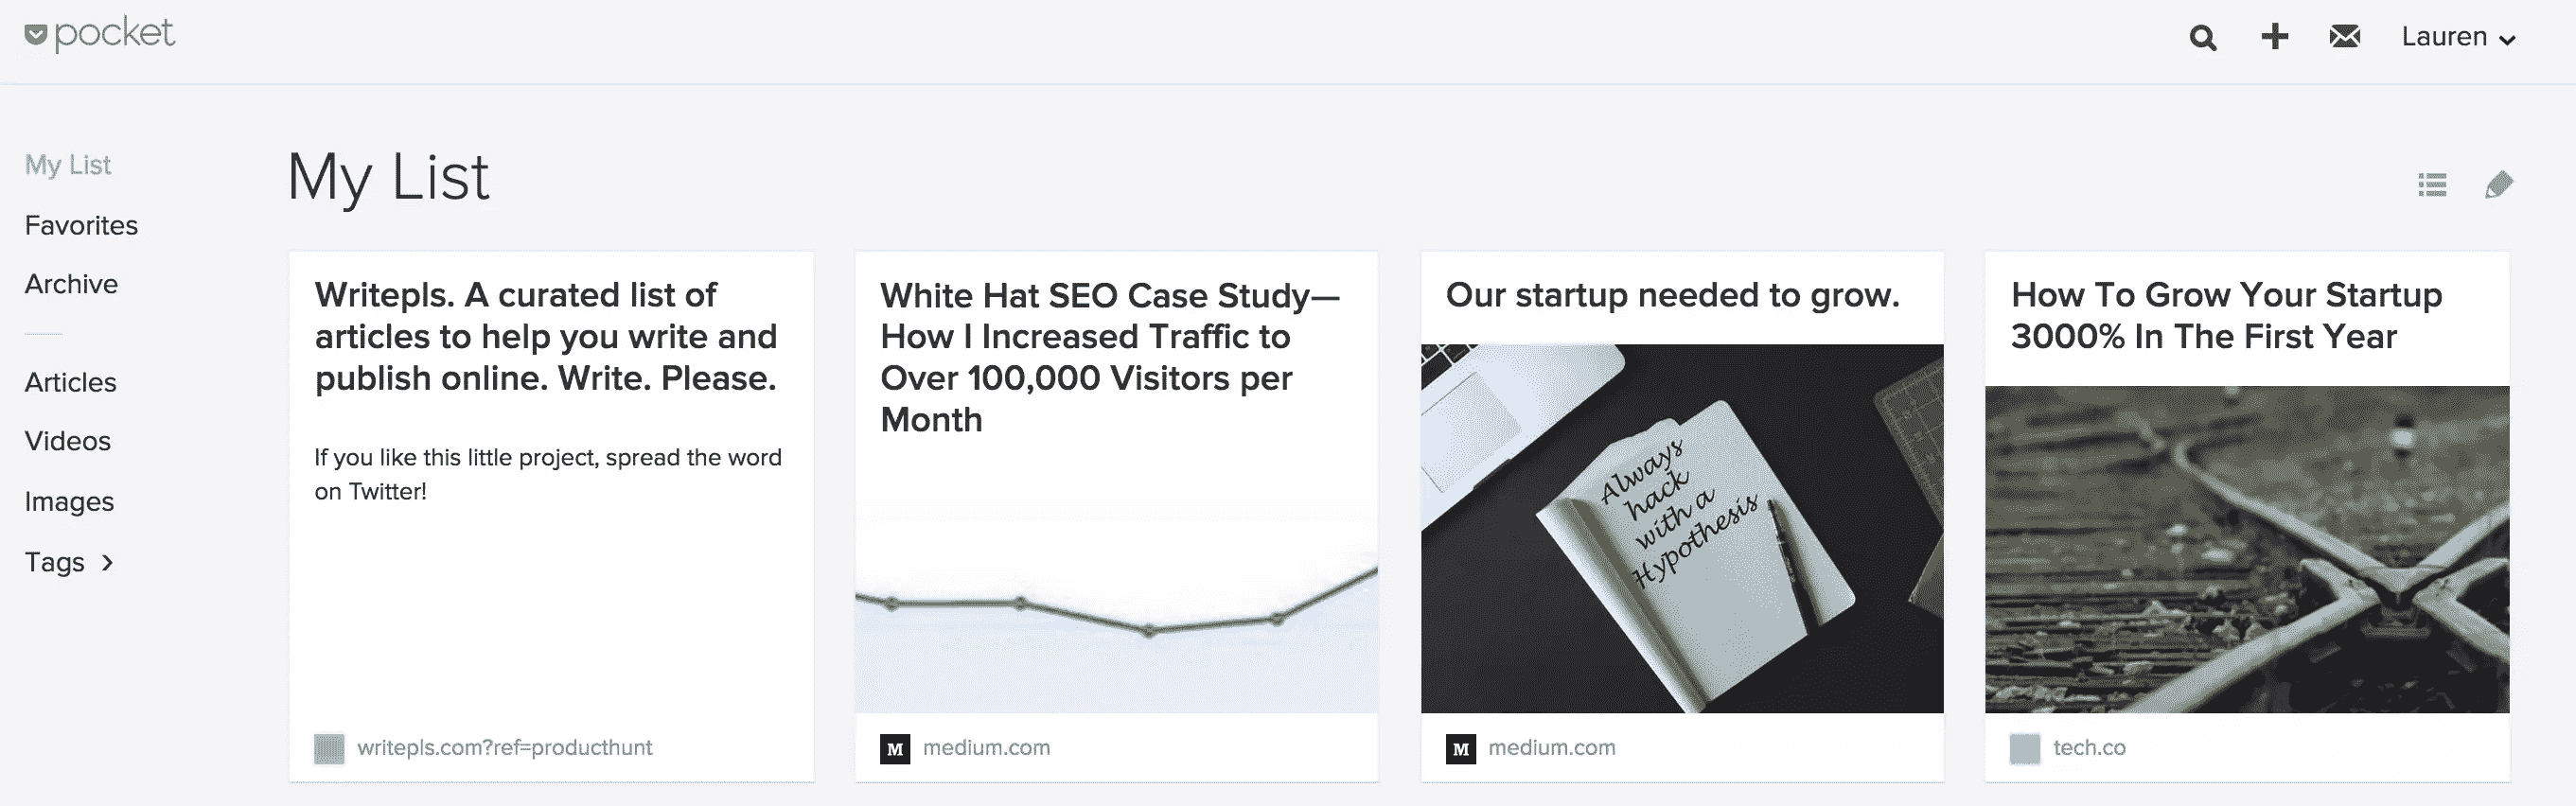 pocket
Lauren
My List
Favorites
Archive
Articles
Videos
Images
Tags
My List
Writepls. A curated list of
articles to help you write and
publish online. Write. Please.
If you like this little project, spread the word
on Twitter!
writepls.com?ref=producthunt
White Hat SEO Case Study—
How I Increased Traffic to
Over 100,000 Visitors per
Month
M medium.com
Our startup needed to grow.
Always
hack
with a
Hypothesis
M medium.com
How To Grow Your Startup
3000% In The First Year
tech.co